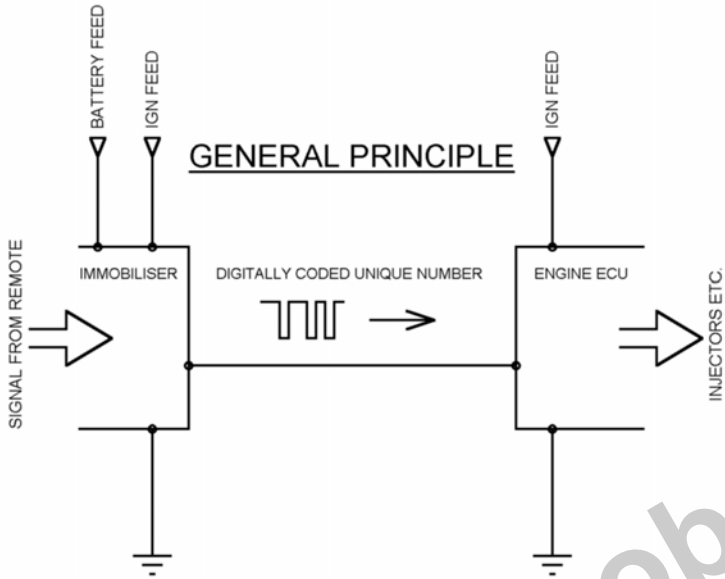 BATTERY FEED
IGN FEED
IGN FEED
GENERAL PRINCIPLE
IMMOBILISER
DIGITALLY CODED UNIQUE NUMBER
ENGINE ECU
SIGNAL FROM REMOTE
INJECTORS ETC.
ob